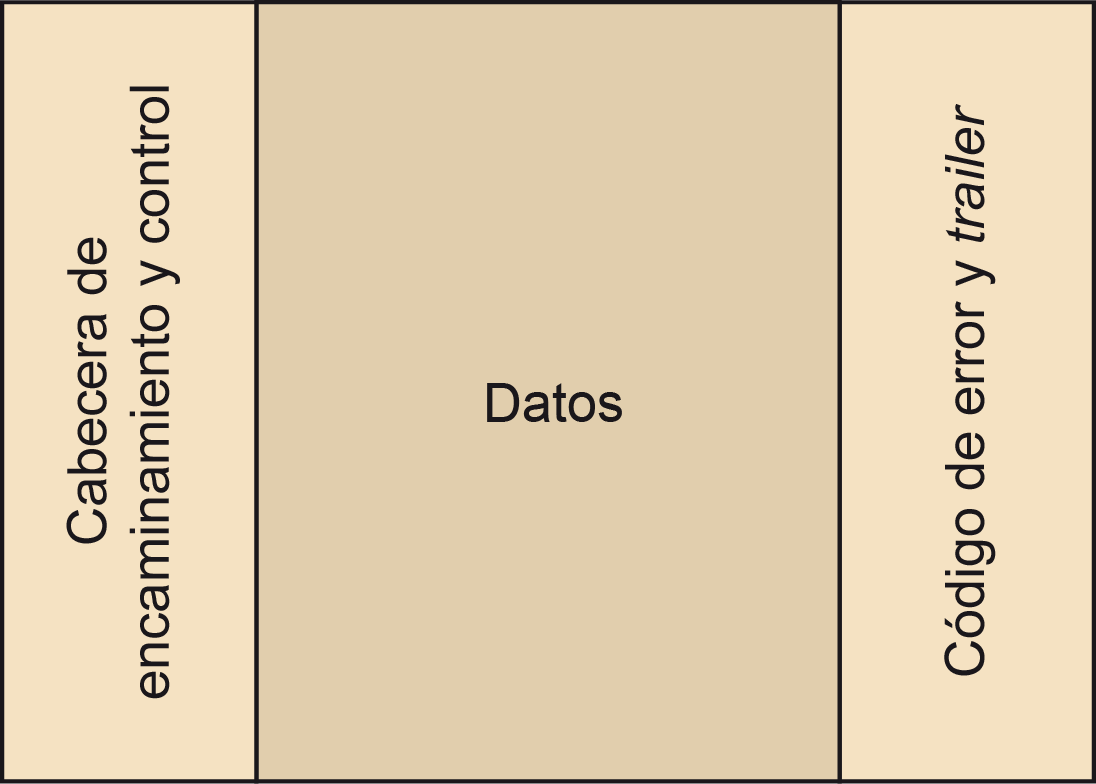 Cabecera de
encaminamiento y control
Datos
Código de error y trailer